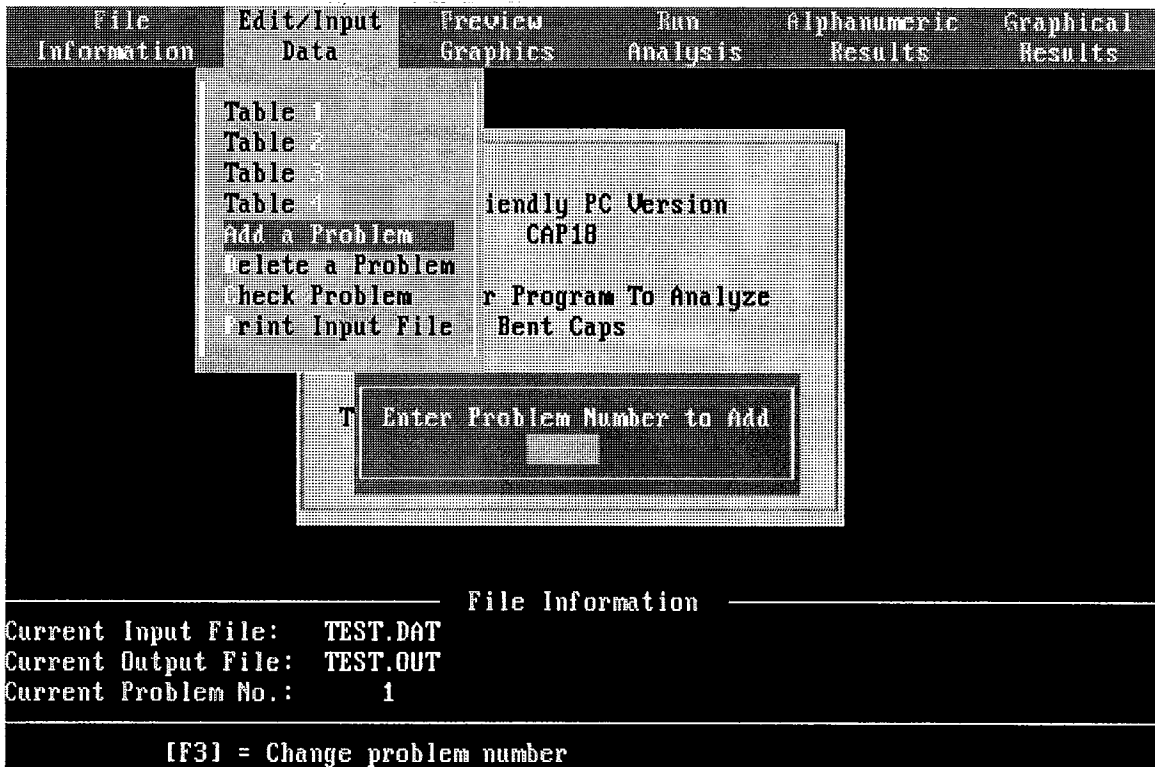 File Edit/Input Preview Run Alphanumeric Graphical
Information Data Graphics Analysis Results Results
Table 1
Table 2
Table 3
Table 4
Add a Problem
Delete a Problem
Check Problem
Print Input File
iendly PC Version
CAP18
r Program To Analyze
Bent Caps
T
Enter Problem Number to Add
File Information
Current Input File: TEST.DAT
Current Output File: TEST.OUT
Current Problem No.: 1
[F3] = Change problem number